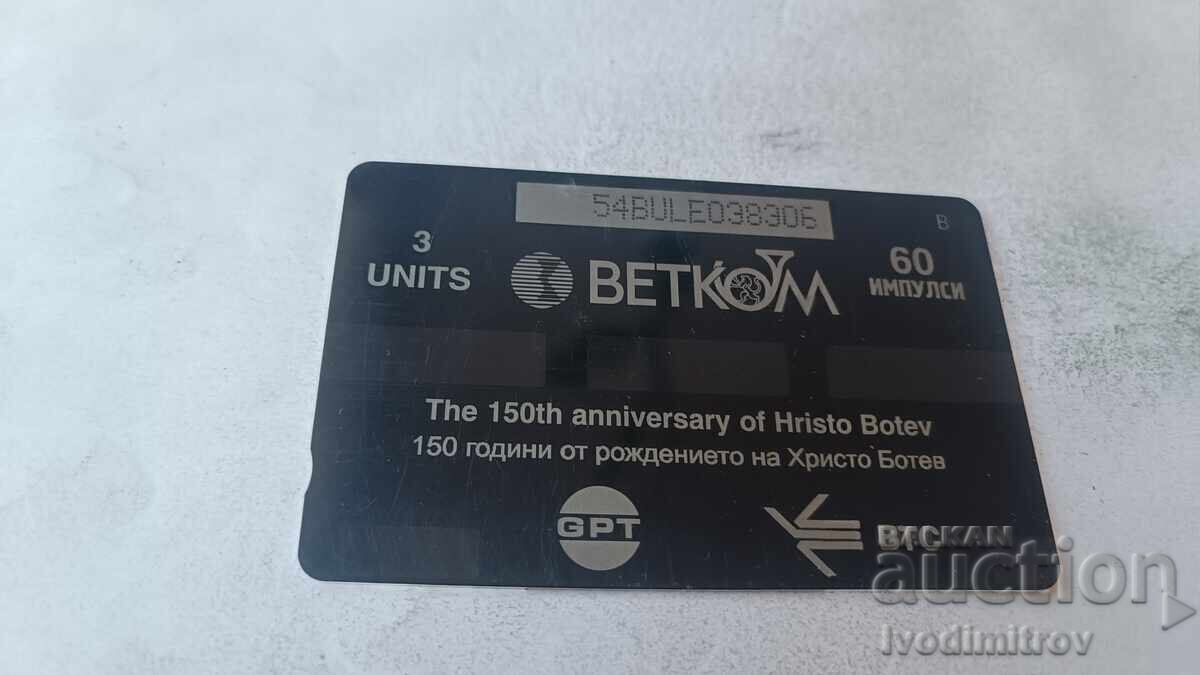 54BULE038306
B
3
UNITS
BETKOM
60
ИМПУЛСИ
The 150th anniversary of Hristo Botev
150 години от рождението на Христо Ботев
GPT
auction
Ivodimitrov